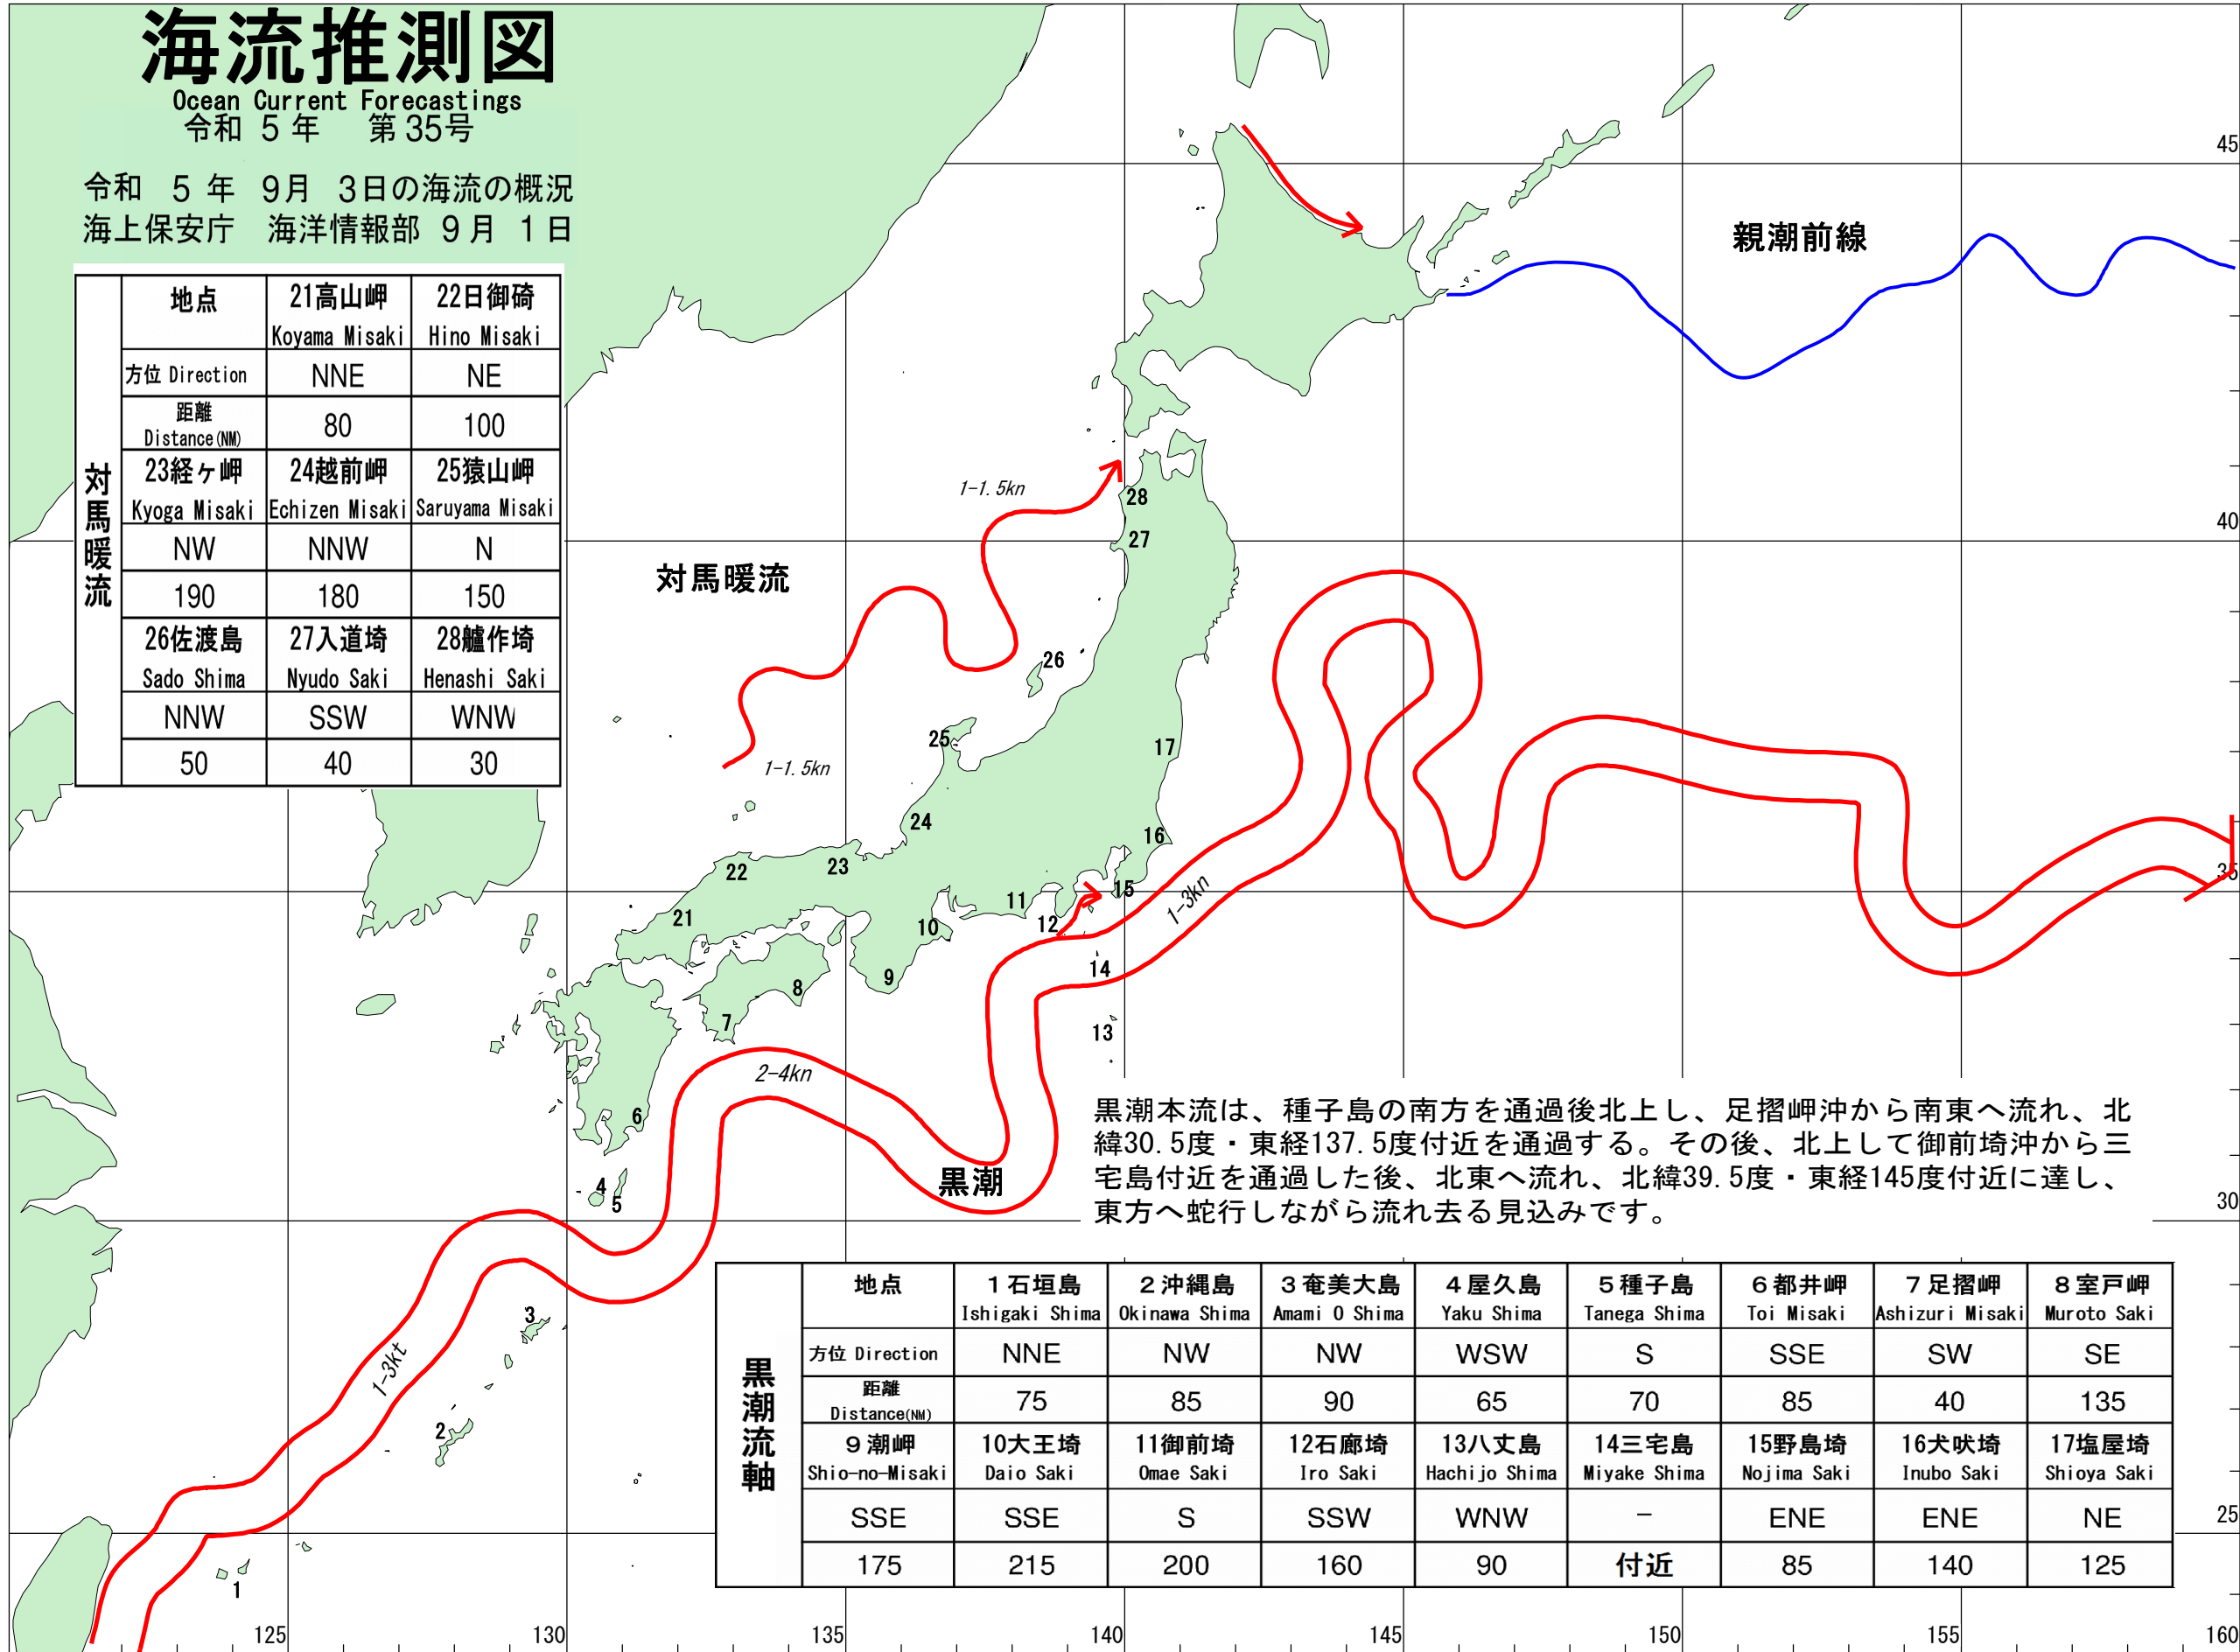 海流推測図
Ocean Current Forecastings
令和 5 年 第 35号
令和 5 年 9月 3日の海流の概況
海上保安庁 海洋情報部 9 月 1 日
対馬暖流
地点 21高山岬 22日御碕
Koyama Misaki Hino Misaki
方位 Direction NNE NE
距離 Distance(NM) 80 100
23経ヶ岬 24越前岬 25猿山岬
Kyoga Misaki Echizen Misaki Saruyama Misaki
NW NNW N
190 180 150
26佐渡島 27入道埼 28艫作埼
Sado Shima Nyudo Saki Henashi Saki
NNW SSW WNW
50 40 30
親潮前線
45
1-1.5kn
28
40
27
対馬暖流
26
25
17
1-1.5kn
24
16
22
23
35
15
11
1-3kn
21
10
12
14
9
8
7
13
2-4kn
6
黒潮
4
5
30
黒潮本流は、種子島の南方を通過後北上し、足摺岬沖から南東へ流れ、北
緯30.5度・東経137.5度付近を通過する。その後、北上して御前埼沖から三
宅島付近を通過した後、北東へ流れ、北緯39.5度・東経145度付近に達し、
東方へ蛇行しながら流れ去る見込みです。
3
1-3kt
2
1
25
黒潮流軸
地点 1石垣島 2沖縄島 3奄美大島 4屋久島 5種子島 6都井岬 7足摺岬 8室戸岬
Ishigaki Shima Okinawa Shima Amami O Shima Yaku Shima Tanega Shima Toi Misaki Ashizuri Misaki Muroto Saki
方位 Direction NNE NW NW WSW S SSE SW SE
距離 Distance(NM) 75 85 90 65 70 85 40 135
9潮岬 10大王埼 11御前埼 12石廊埼 13八丈島 14三宅島 15野島埼 16犬吠埼 17塩屋埼
Shio-no-Misaki Daio Saki Omae Saki Iro Saki Hachijo Shima Miyake Shima Nojima Saki Inubo Saki Shioya Saki
SSE SSE S SSW WNW － ENE ENE NE
175 215 200 160 90 付近 85 140 125
125 130 135 140 145 150 155 160